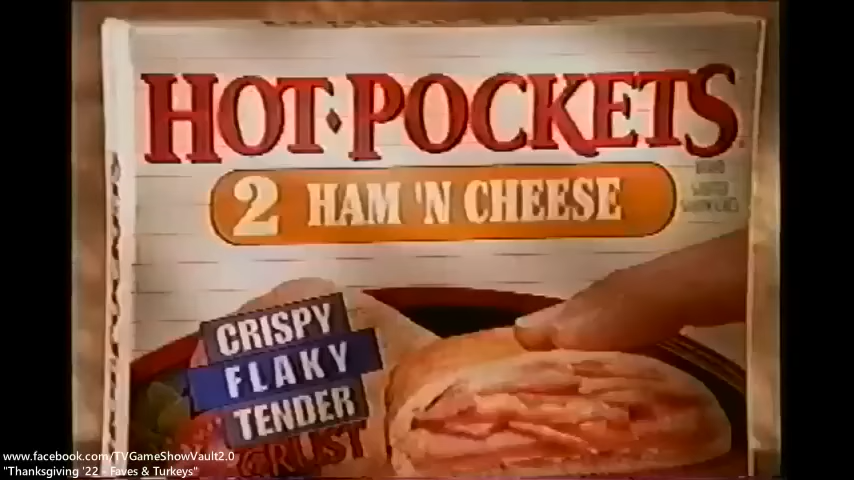 HOT·POCKETS
2 HAM 'N CHEESE
CRISPY
FLAKY
TENDER
CRUST
www.facebook.com/TVGameShowVault2.0
"Thanksgiving '22 - Faves & Turkeys"